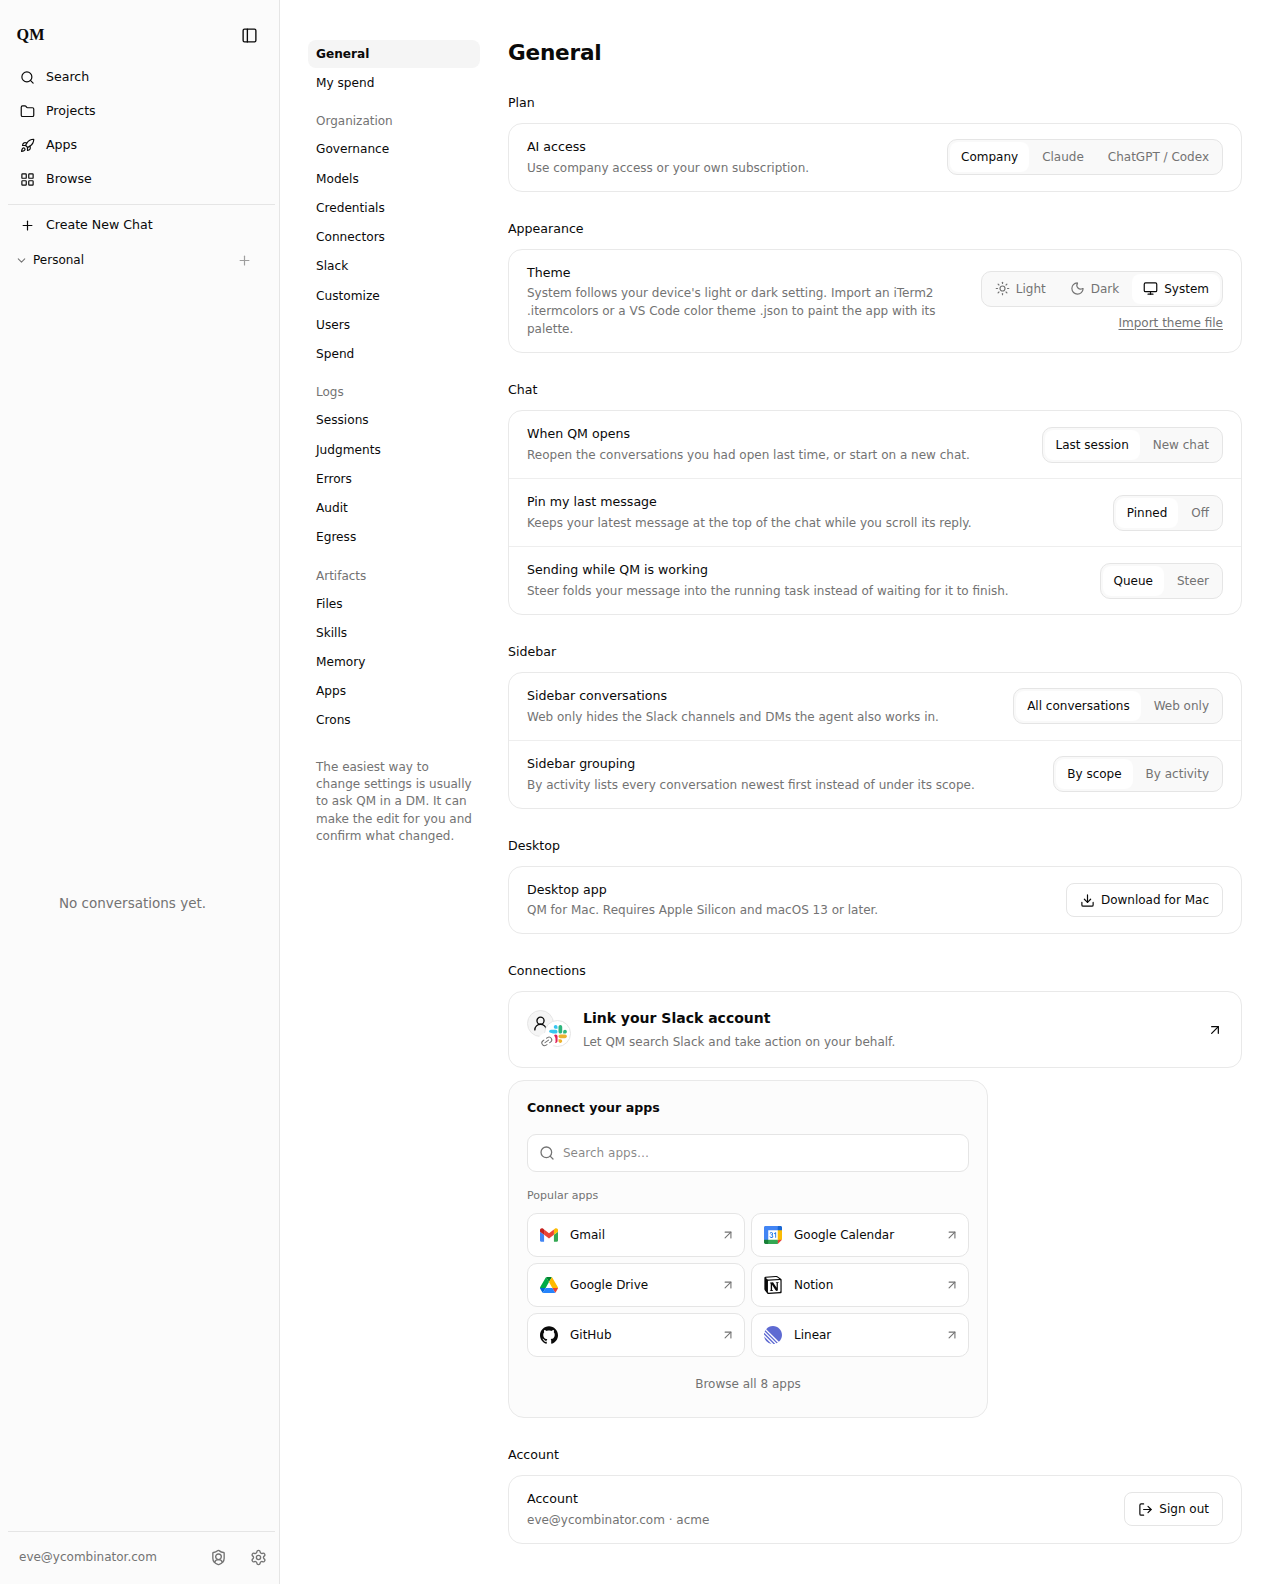 QM
Search
Projects
Apps
Browse
Create New Chat
Personal
No conversations yet.
eve@ycombinator.com
General
My spend
Organization
Governance
Models
Credentials
Connectors
Slack
Customize
Users
Spend
Logs
Sessions
Judgments
Errors
Audit
Egress
Artifacts
Files
Skills
Memory
Apps
Crons
The easiest way to
change settings is usually
to ask QM in a DM. It can
make the edit for you and
confirm what changed.
General
Plan
AI access
Use company access or your own subscription.
Company Claude ChatGPT / Codex
Appearance
Theme
System follows your device's light or dark setting. Import an iTerm2
.itermcolors or a VS Code color theme .json to paint the app with its
palette.
Light Dark System
Import theme file
Chat
When QM opens
Reopen the conversations you had open last time, or start on a new chat.
Last session New chat
Pin my last message
Keeps your latest message at the top of the chat while you scroll its reply.
Pinned Off
Sending while QM is working
Steer folds your message into the running task instead of waiting for it to finish.
Queue Steer
Sidebar
Sidebar conversations
Web only hides the Slack channels and DMs the agent also works in.
All conversations Web only
Sidebar grouping
By activity lists every conversation newest first instead of under its scope.
By scope By activity
Desktop
Desktop app
QM for Mac. Requires Apple Silicon and macOS 13 or later.
Download for Mac
Connections
Link your Slack account
Let QM search Slack and take action on your behalf.
Connect your apps
Search apps...
Popular apps
Gmail
31 Google Calendar
Google Drive
Notion
GitHub
Linear
Browse all 8 apps
Account
Account
eve@ycombinator.com · acme
Sign out